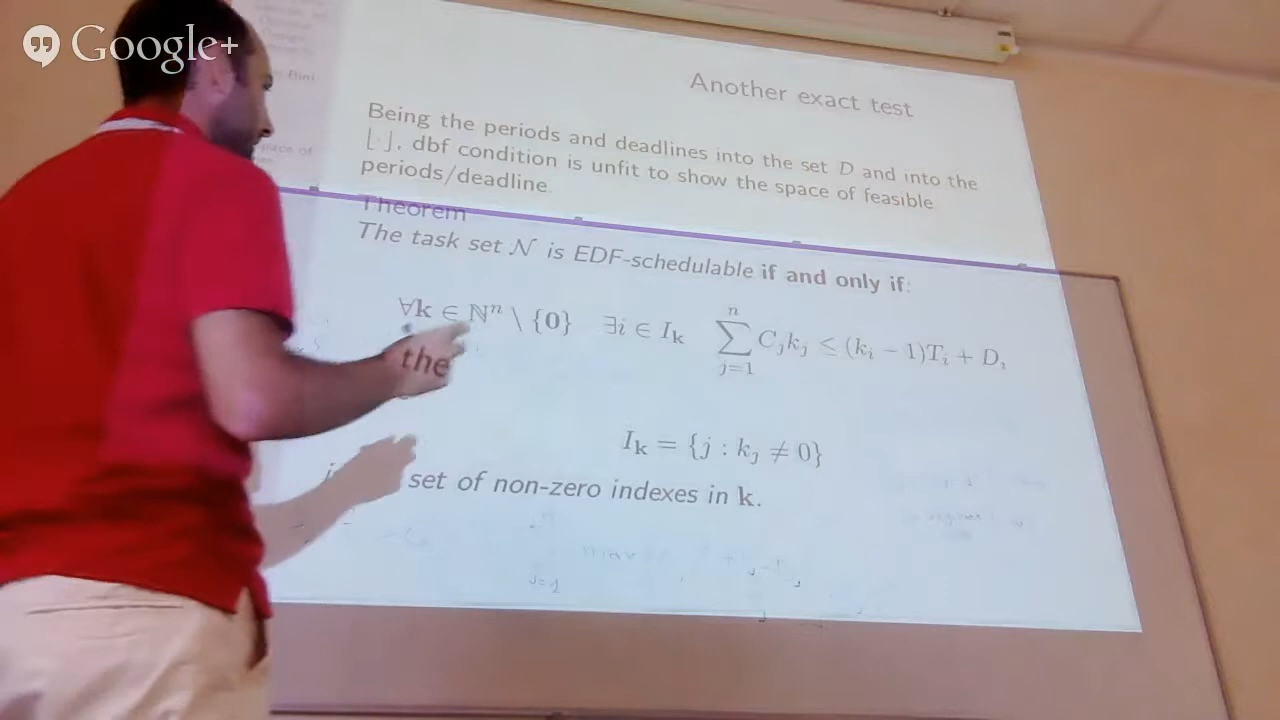 Google+
Another exact test
Being the periods and deadlines into the set D and into the
⌊·⌋, dbf condition is unfit to show the space of feasible
periods/deadline.
Theorem
The task set 𝒩 is EDF-schedulable if and only if:
∀k ∈ ℕⁿ \ {0} ∃i ∈ I_k ∑_{j=1}^{n} C_j k_j ≤ (k_i − 1)T_i + D_i
the
I_k = {j : k_j ≠ 0}
set of non-zero indexes in k.